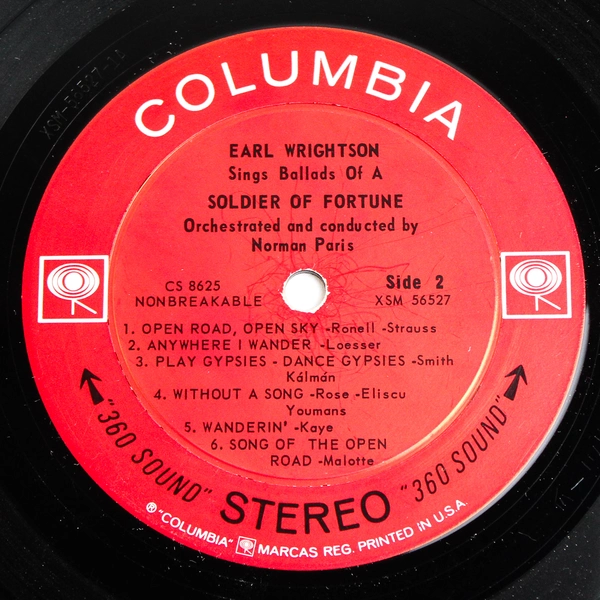 COLUMBIA
EARL WRIGHTSON
Sings Ballads Of A
SOLDIER OF FORTUNE
Orchestrated and conducted by
Norman Paris
CS 8625
NONBREAKABLE
Side 2
XSM 56527
1. OPEN ROAD, OPEN SKY -Ronell -Strauss
2. ANYWHERE I WANDER -Loesser
3. PLAY GYPSIES - DANCE GYPSIES -Smith
Kálmán
4. WITHOUT A SONG -Rose -Eliscu
Youmans
5. WANDERIN' -Kaye
6. SONG OF THE OPEN
ROAD -Malotte
"360 SOUND" STEREO "360 SOUND"
® "COLUMBIA" MARCAS REG. PRINTED IN U.S.A.